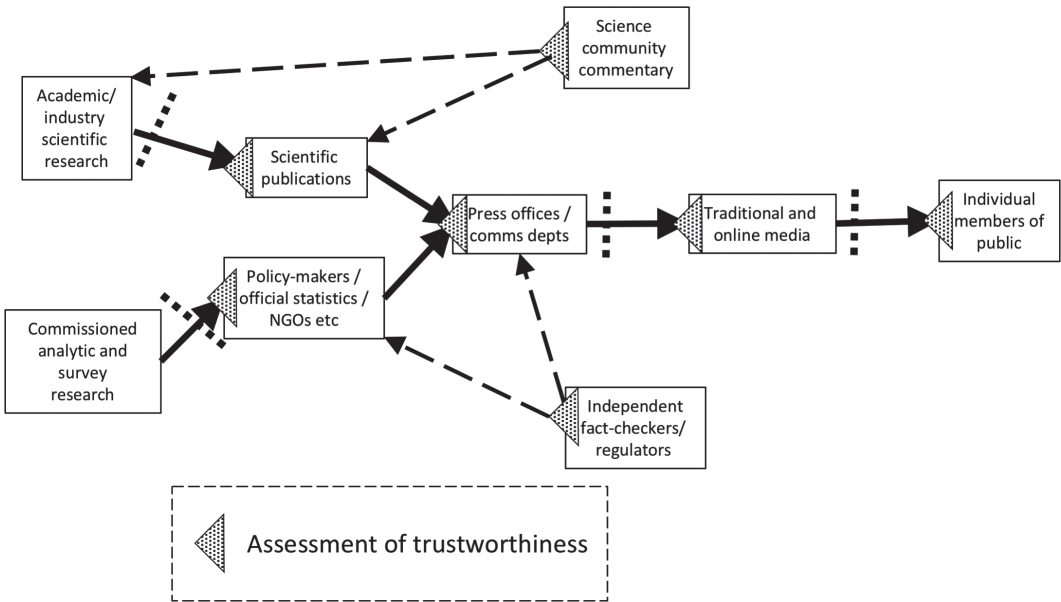 Science
community
commentary
Academic/
industry
scientific
research
Scientific
publications
Press offices /
comms depts
Traditional and
online media
Individual
members of
public
Policy-makers /
official statistics /
NGOs etc
Commissioned
analytic and
survey
research
Independent
fact-checkers/
regulators
Assessment of trustworthiness